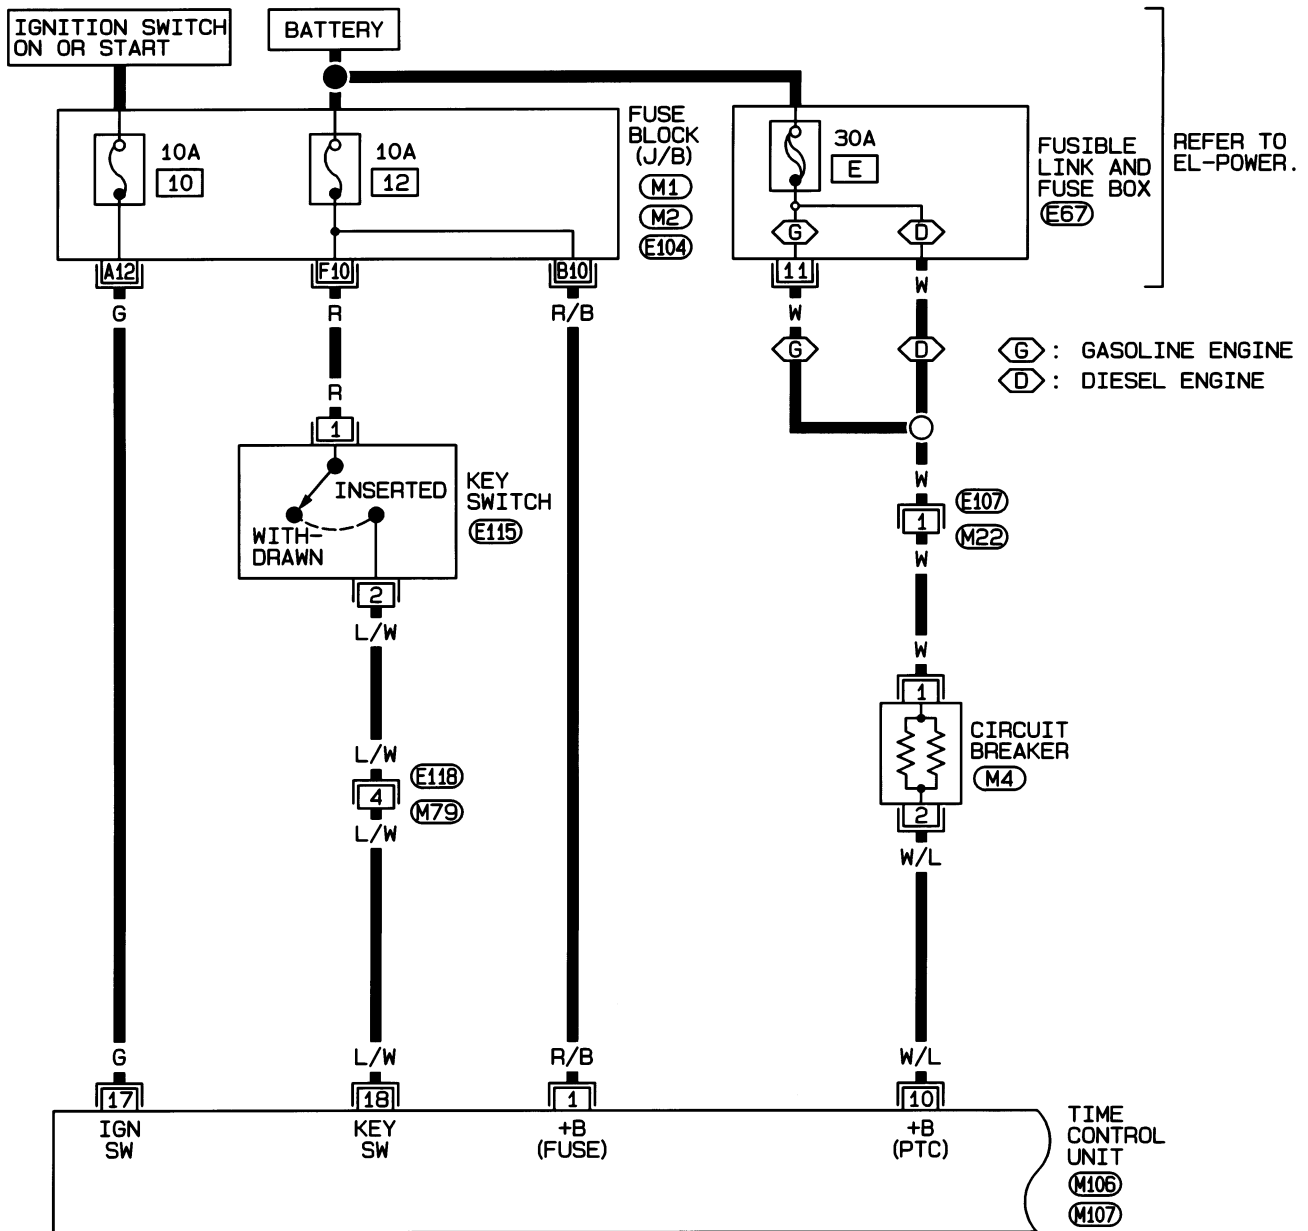 IGNITION SWITCH
ON OR START
BATTERY
10A
10
10A
12
FUSE
BLOCK
(J/B)
M1
M2
E104
30A
E
FUSIBLE
LINK AND
FUSE BOX
E67
REFER TO
EL-POWER.
G
D
A12
F10
B10
11
G
R
R/B
W
W
G
D
G : GASOLINE ENGINE
D : DIESEL ENGINE
R
1
INSERTED
WITH-
DRAWN
KEY
SWITCH
E115
2
L/W
W
1
E107
M22
W
W
1
CIRCUIT
BREAKER
M4
2
W/L
L/W
4
E118
M79
L/W
G
L/W
R/B
W/L
17
18
1
10
IGN
SW
KEY
SW
+B
(FUSE)
+B
(PTC)
TIME
CONTROL
UNIT
M106
M107